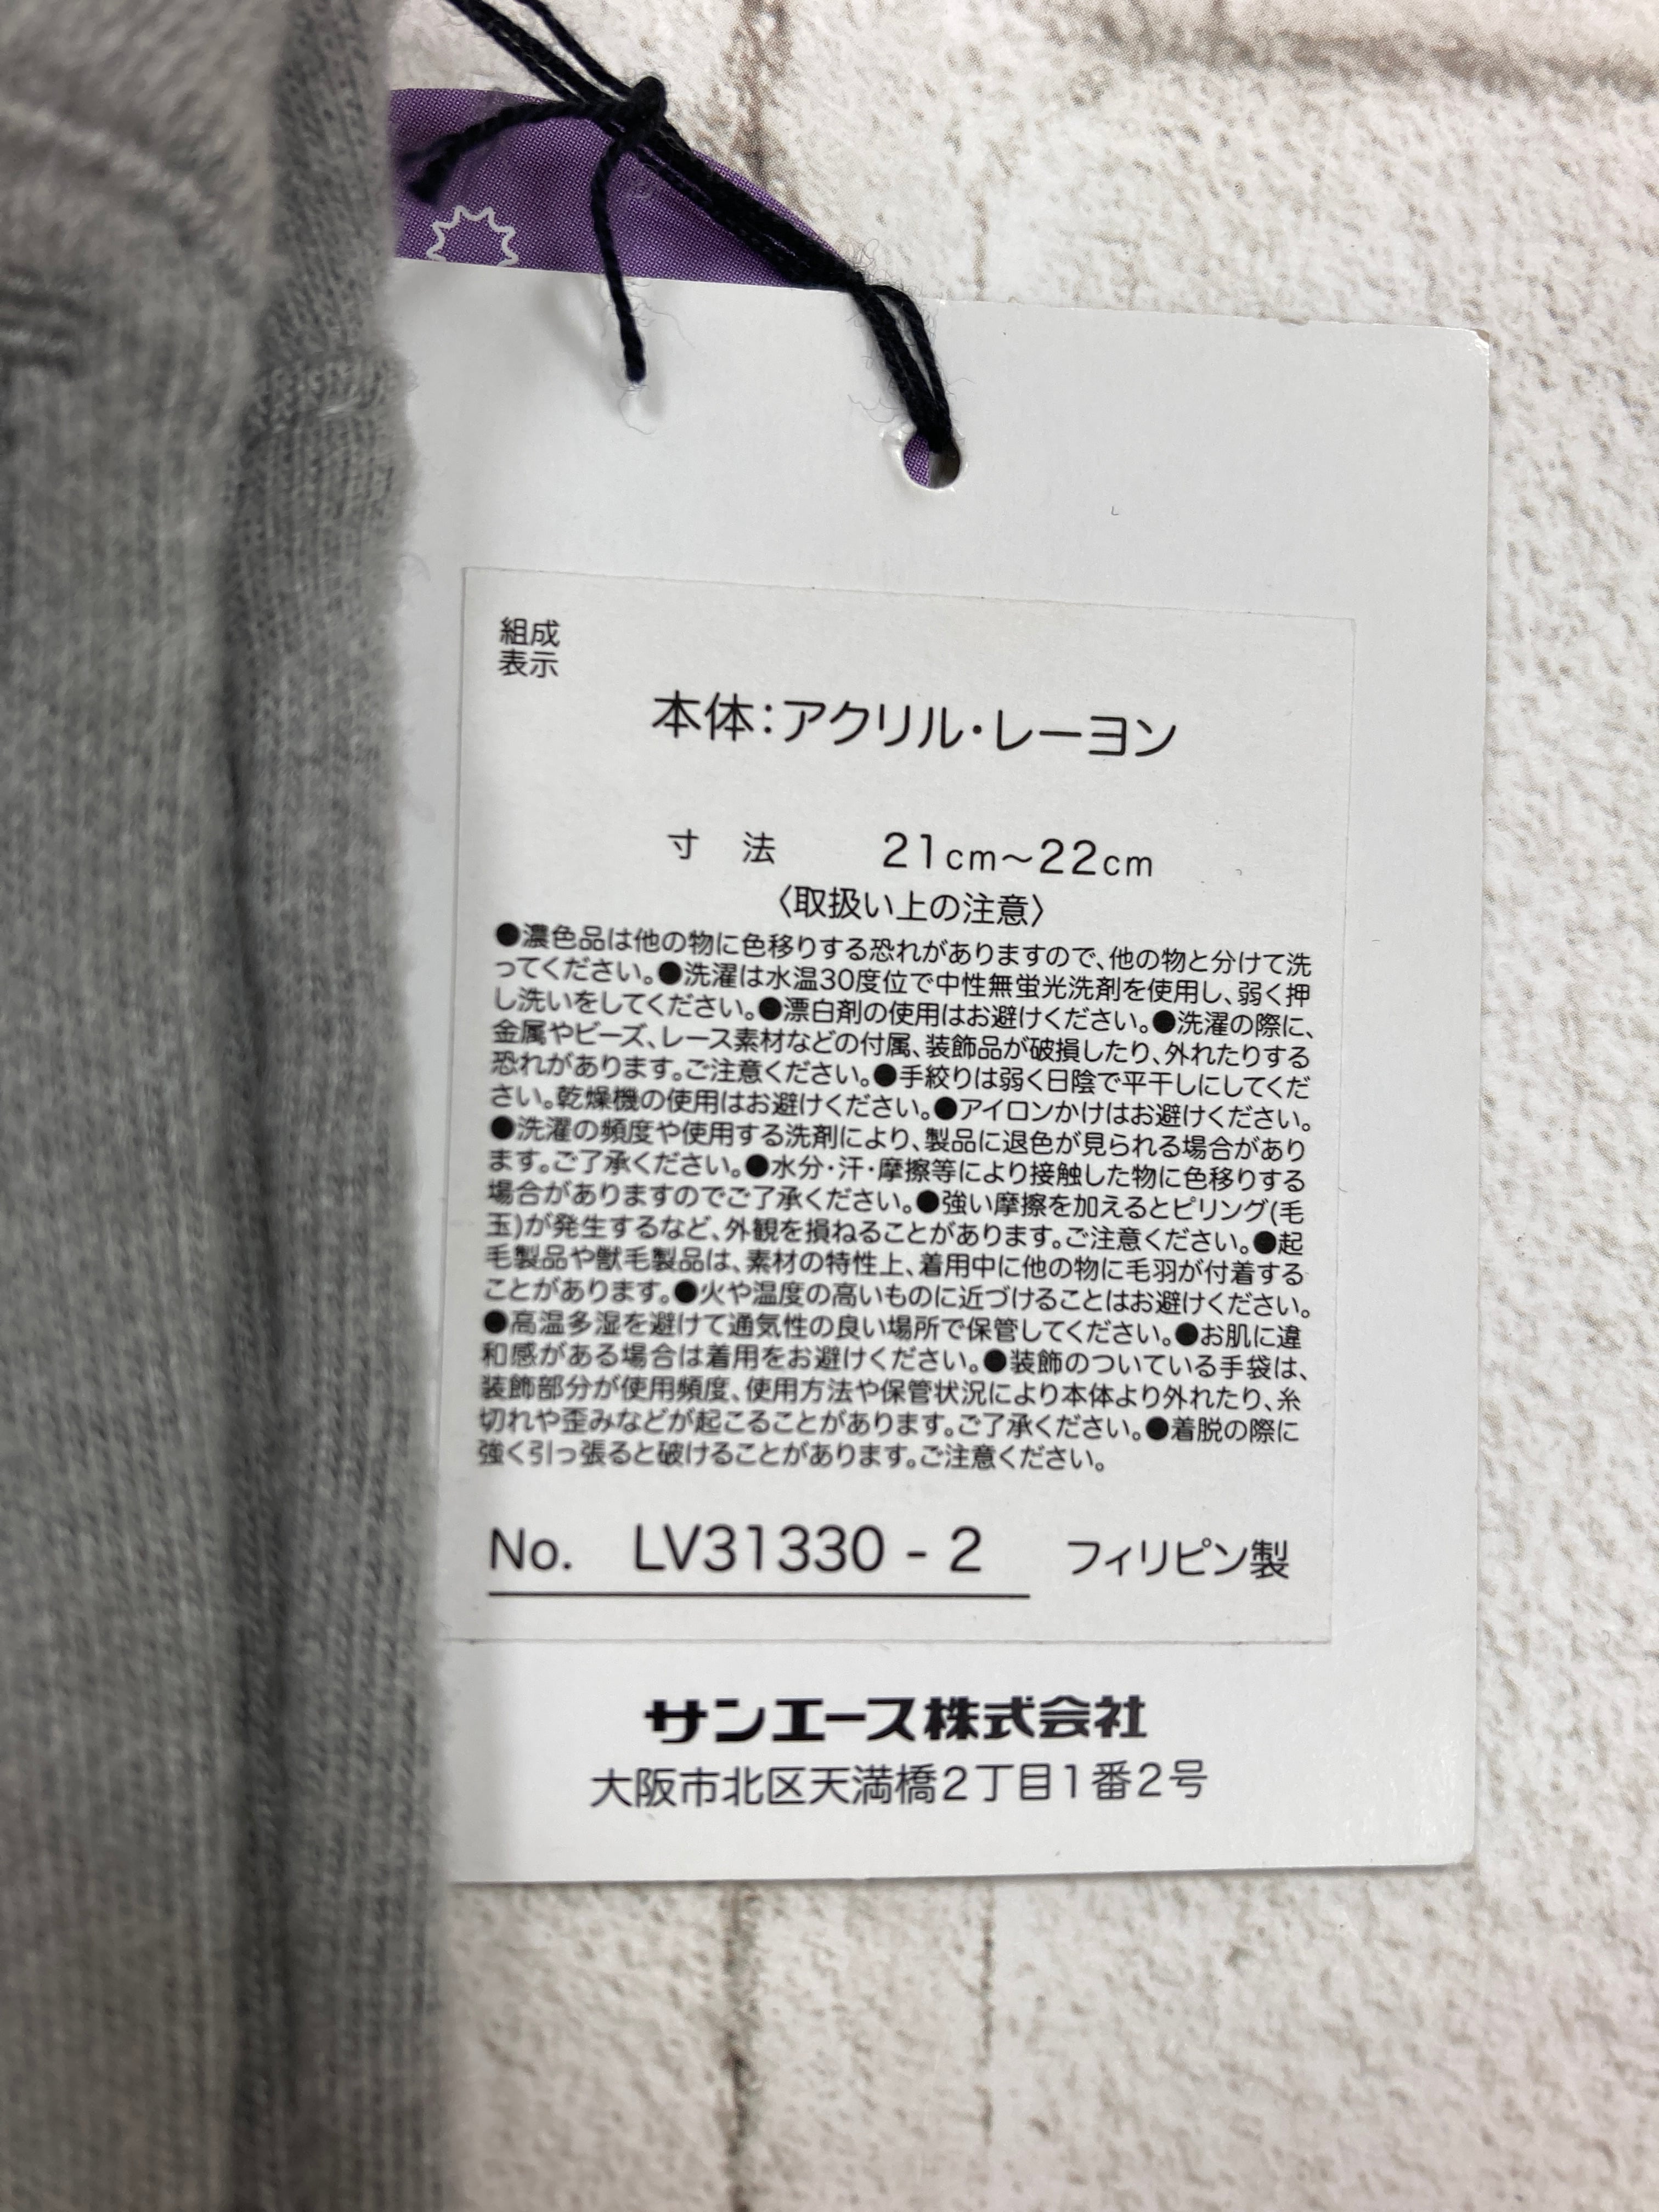 組成
表示
本体:アクリル・レーヨン
寸 法 21cm〜22cm
〈取扱い上の注意〉
●濃色品は他の物に色移りする恐れがありますので、他の物と分けて洗
ってください。●洗濯は水温30度位で中性無蛍光洗剤を使用し、弱く押
し洗いをしてください。●漂白剤の使用はお避けください。●洗濯の際に、
金属やビーズ、レース素材などの付属、装飾品が破損したり、外れたりする
恐れがあります。ご注意ください。●手絞りは弱く日陰で平干しにしてくだ
さい。乾燥機の使用はお避けください。●アイロンかけはお避けください。
●洗濯の頻度や使用する洗剤により、製品に退色が見られる場合があり
ます。ご了承ください。●水分・汗・摩擦等により接触した物に色移りする
場合がありますのでご了承ください。●強い摩擦を加えるとピリング(毛
玉)が発生するなど、外観を損ねることがあります。ご注意ください。●起
毛製品や獣毛製品は、素材の特性上、着用中に他の物に毛羽が付着する
ことがあります。●火や温度の高いものに近づけることはお避けください。
●高温多湿を避けて通気性の良い場所で保管してください。●お肌に違
和感がある場合は着用をお避けください。●装飾のついている手袋は、
装飾部分が使用頻度、使用方法や保管状況により本体より外れたり、糸
切れや歪みなどが起こることがあります。ご了承ください。●着脱の際に
強く引っ張ると破けることがあります。ご注意ください。
No. LV31330 - 2 フィリピン製
サンエース株式会社
大阪市北区天満橋2丁目1番2号